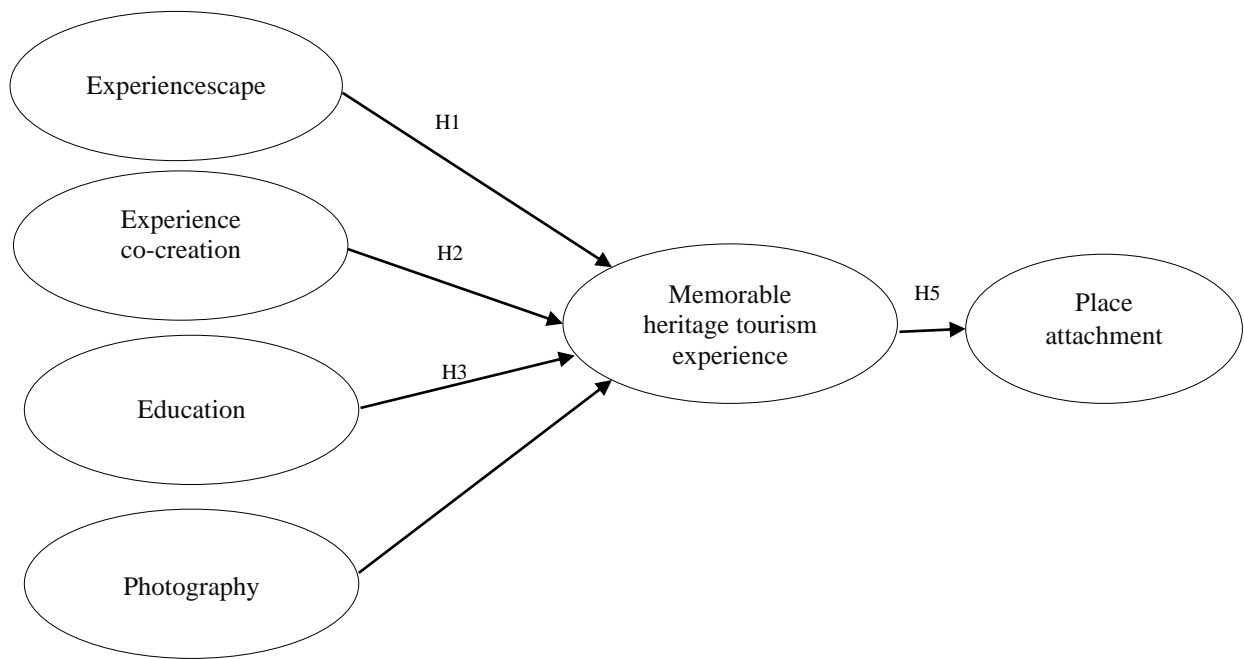 Experiencescape
H1
Experience
co-creation
H2
Education
H3
Photography
Memorable
heritage tourism
experience
H5
Place
attachment